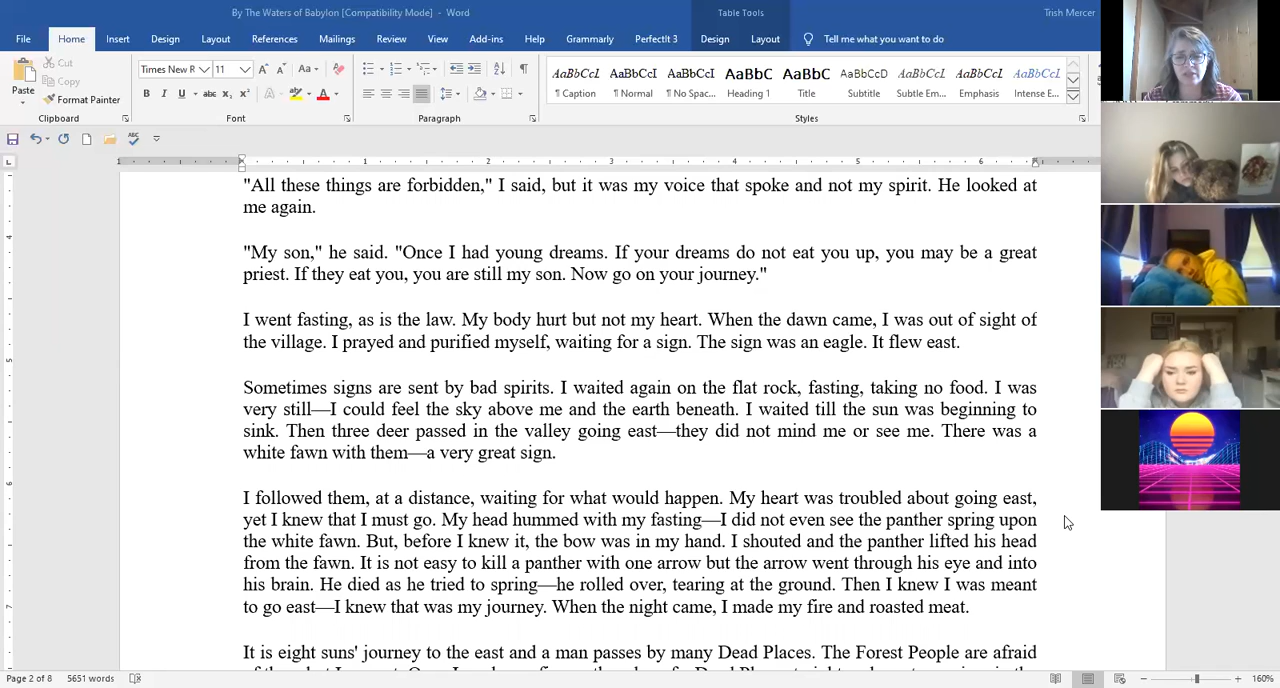 By The Waters of Babylon [Compatibility Mode] - Word
Table Tools
Trish Mercer
File Home Insert Design Layout References Mailings Review View Add-ins Help Grammarly PerfectIt 3 Design Layout Tell me what you want to do
Paste
Cut
Copy
Format Painter
Clipboard
Times New R 11
Aa
B I U abc x₂ x²
Font
Paragraph
AaBbCcI AaBbCcI AaBbCcI AaBbC AaBbC AaBbCcD AaBbCcI AaBbCcI AaBbCcI
¶ Caption ¶ Normal ¶ No Spac... Heading 1 Title Subtitle Subtle Em... Emphasis Intense E...
Styles
1 1 2 3 4 5 6
"All these things are forbidden," I said, but it was my voice that spoke and not my spirit. He looked at
me again.
"My son," he said. "Once I had young dreams. If your dreams do not eat you up, you may be a great
priest. If they eat you, you are still my son. Now go on your journey."
I went fasting, as is the law. My body hurt but not my heart. When the dawn came, I was out of sight of
the village. I prayed and purified myself, waiting for a sign. The sign was an eagle. It flew east.
Sometimes signs are sent by bad spirits. I waited again on the flat rock, fasting, taking no food. I was
very still—I could feel the sky above me and the earth beneath. I waited till the sun was beginning to
sink. Then three deer passed in the valley going east—they did not mind me or see me. There was a
white fawn with them—a very great sign.
I followed them, at a distance, waiting for what would happen. My heart was troubled about going east,
yet I knew that I must go. My head hummed with my fasting—I did not even see the panther spring upon
the white fawn. But, before I knew it, the bow was in my hand. I shouted and the panther lifted his head
from the fawn. It is not easy to kill a panther with one arrow but the arrow went through his eye and into
his brain. He died as he tried to spring—he rolled over, tearing at the ground. Then I knew I was meant
to go east—I knew that was my journey. When the night came, I made my fire and roasted meat.
It is eight suns' journey to the east and a man passes by many Dead Places. The Forest People are afraid
Page 2 of 8 5651 words
160%